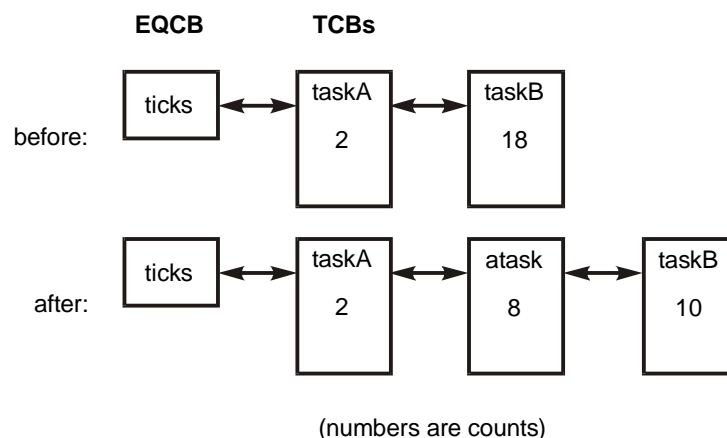 EQCB TCBs
before:
ticks taskA taskB
2 18
after:
ticks taskA atask taskB
2 8 10
(numbers are counts)